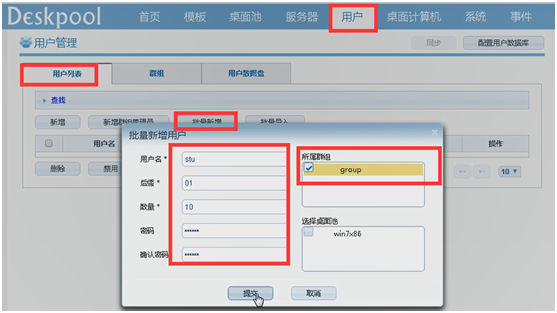 Deskpool 首页 模板 桌面池 服务器 用户 桌面计算机 系统 事件
用户管理 同步 配置用户数据库
用户列表 群组 用户数据盘
查找
新增 新增群组管理员 批量新增 批量导入
用户名 操作
删除 禁用 10
批量新增用户
用户名 * stu
后缀 * 01
数量 * 10
密码 ••••••
确认密码 ••••••
所属群组
group
选择桌面池
win7x86
提交 取消